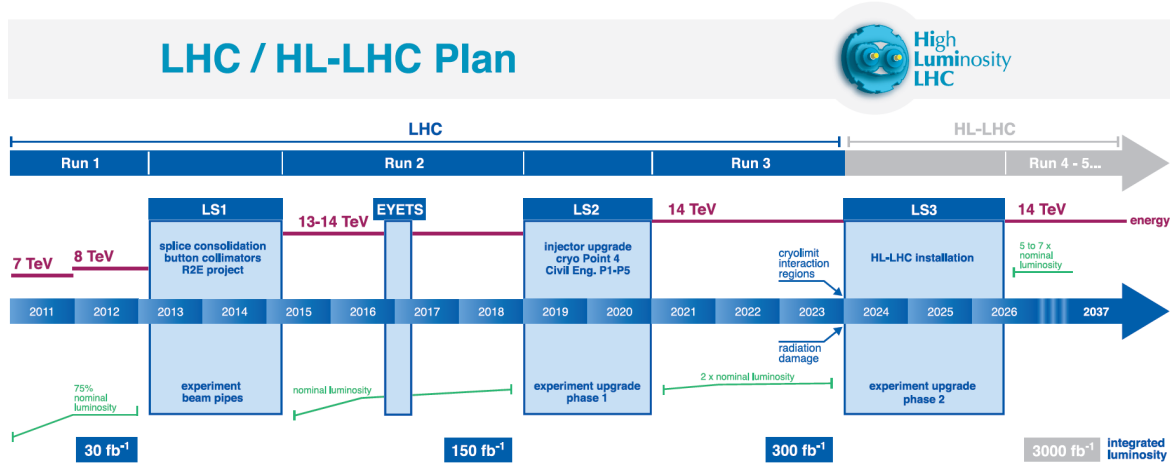 LHC / HL-LHC Plan
High
Luminosity
LHC
LHC
HL-LHC
Run 1
Run 2
Run 3
Run 4 - 5...
LS1
EYETS
LS2
LS3
13-14 TeV
14 TeV
14 TeV
energy
7 TeV
8 TeV
splice consolidation
button collimators
R2E project
injector upgrade
cryo Point 4
Civil Eng. P1-P5
cryolimit
interaction
regions
HL-LHC installation
5 to 7 x
nominal
luminosity
2011
2012
2013
2014
2015
2016
2017
2018
2019
2020
2021
2022
2023
2024
2025
2026
2037
radiation
damage
75%
nominal
luminosity
experiment
beam pipes
nominal luminosity
experiment upgrade
phase 1
2 x nominal luminosity
experiment upgrade
phase 2
30 fb⁻¹
150 fb⁻¹
300 fb⁻¹
3000 fb⁻¹
integrated
luminosity